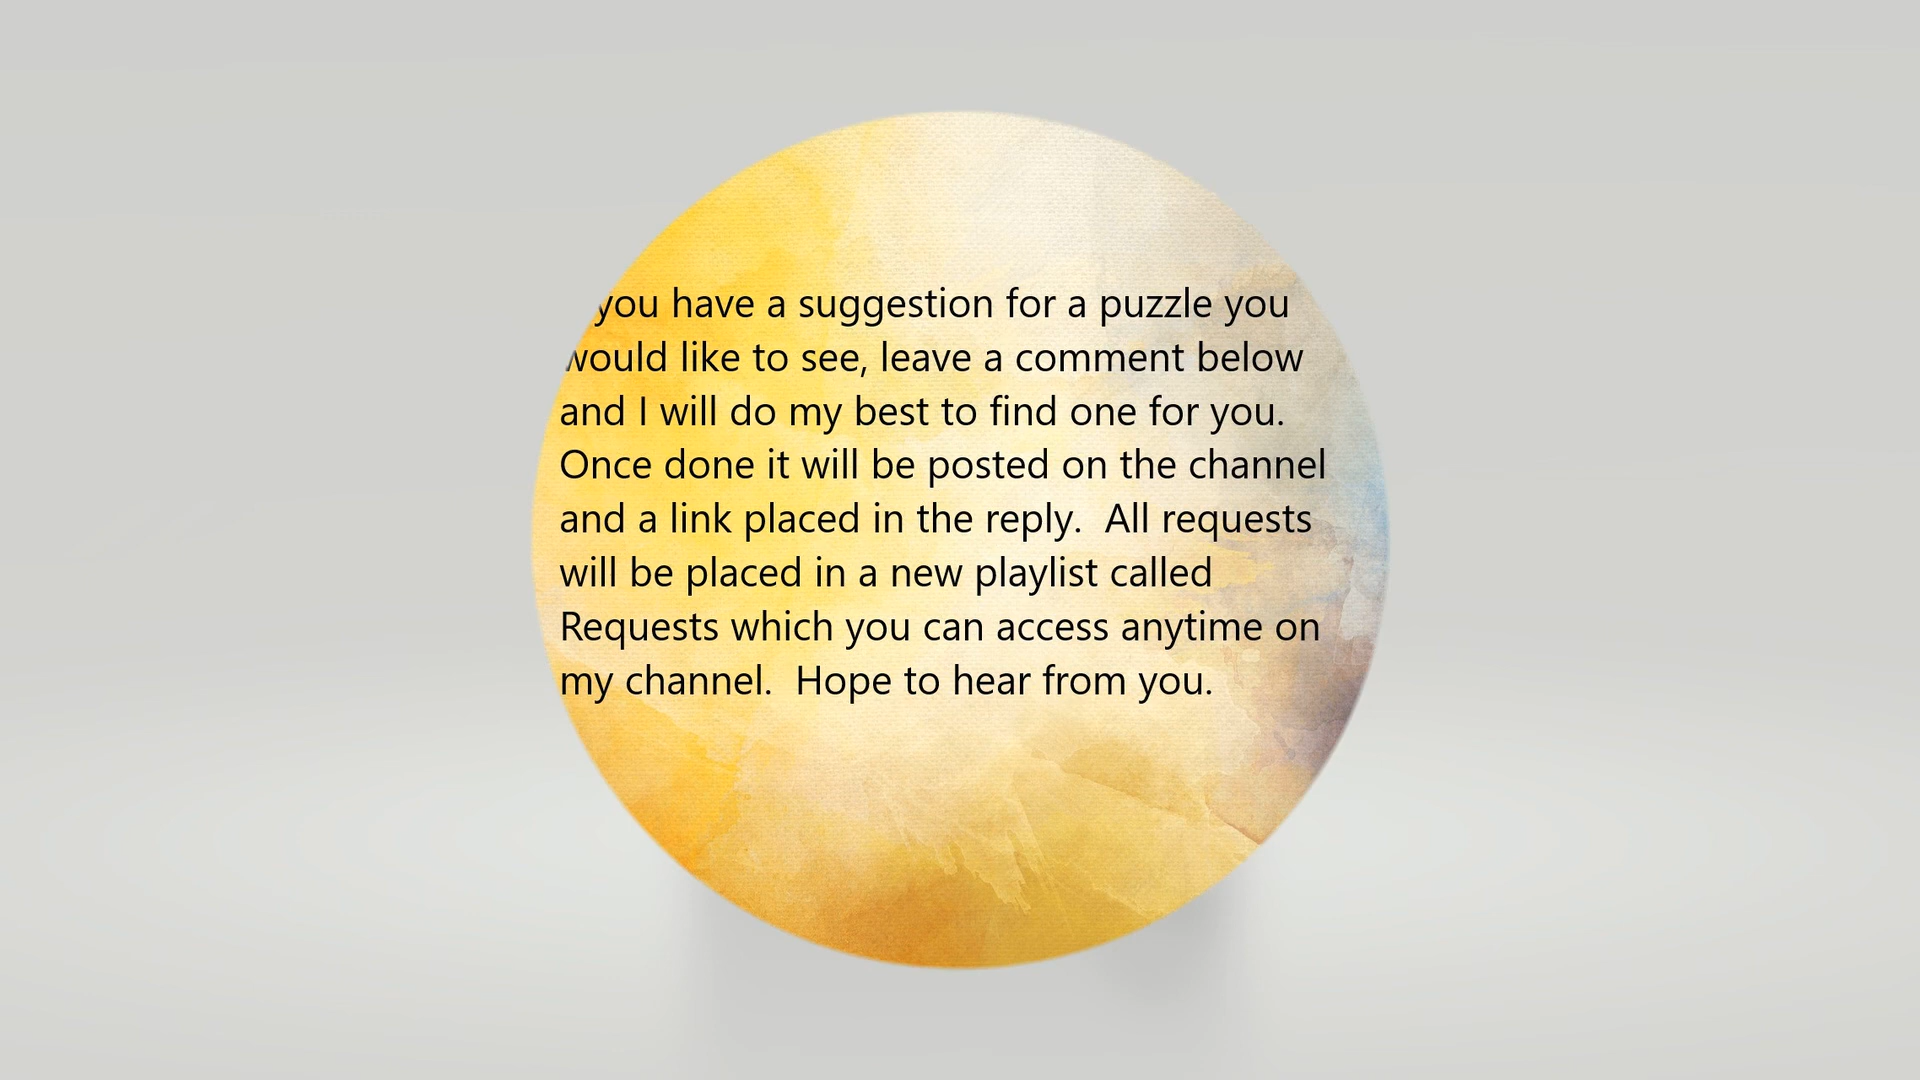 you have a suggestion for a puzzle you
would like to see, leave a comment below
and I will do my best to find one for you.
Once done it will be posted on the channel
and a link placed in the reply.  All requests
will be placed in a new playlist called
Requests which you can access anytime on
my channel.  Hope to hear from you.